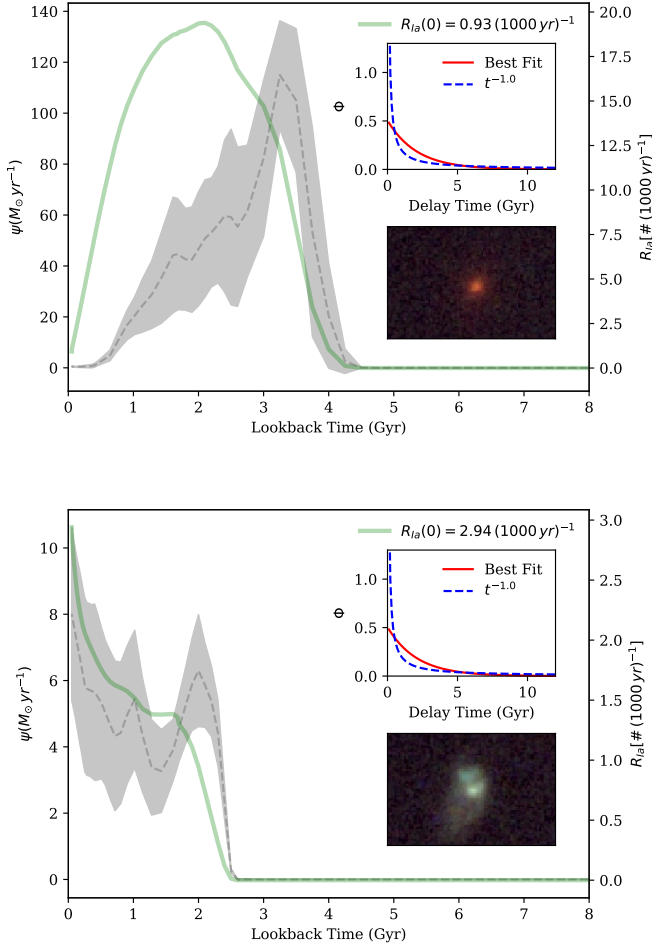 R_Ia(0) = 0.93 (1000 yr)^−1
140
120
100
80
60
40
20
0
ψ(M_⊙ yr^−1)
20.0
17.5
15.0
12.5
10.0
7.5
5.0
2.5
0.0
R_Ia[# (1000 yr)^−1]
Best Fit
t^−1.0
1.0
0.5
0.0
Φ
0 5 10
Delay Time (Gyr)
0 1 2 3 4 5 6 7 8
Lookback Time (Gyr)
R_Ia(0) = 2.94 (1000 yr)^−1
10
8
6
4
2
0
ψ(M_⊙ yr^−1)
3.0
2.5
2.0
1.5
1.0
0.5
0.0
R_Ia[# (1000 yr)^−1]
Best Fit
t^−1.0
1.0
0.5
0.0
Φ
0 5 10
Delay Time (Gyr)
0 1 2 3 4 5 6 7 8
Lookback Time (Gyr)